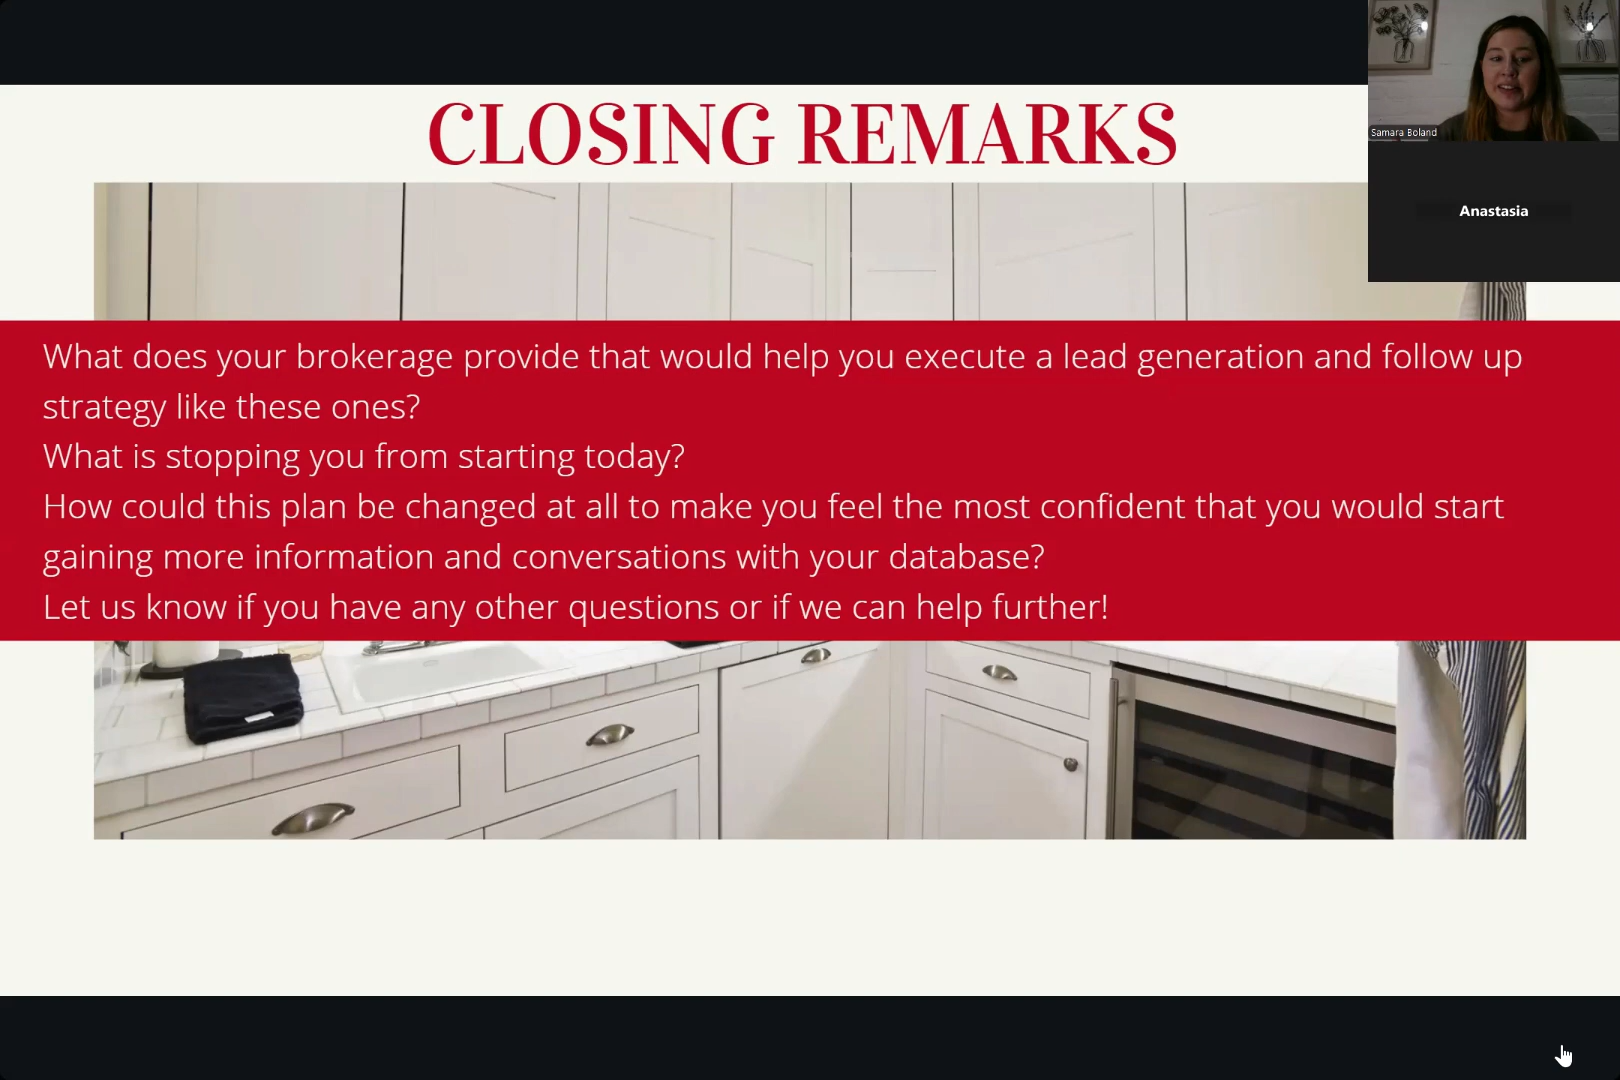 CLOSING REMARKS
Samara Boland
Anastasia
What does your brokerage provide that would help you execute a lead generation and follow up
strategy like these ones?
What is stopping you from starting today?
How could this plan be changed at all to make you feel the most confident that you would start
gaining more information and conversations with your database?
Let us know if you have any other questions or if we can help further!